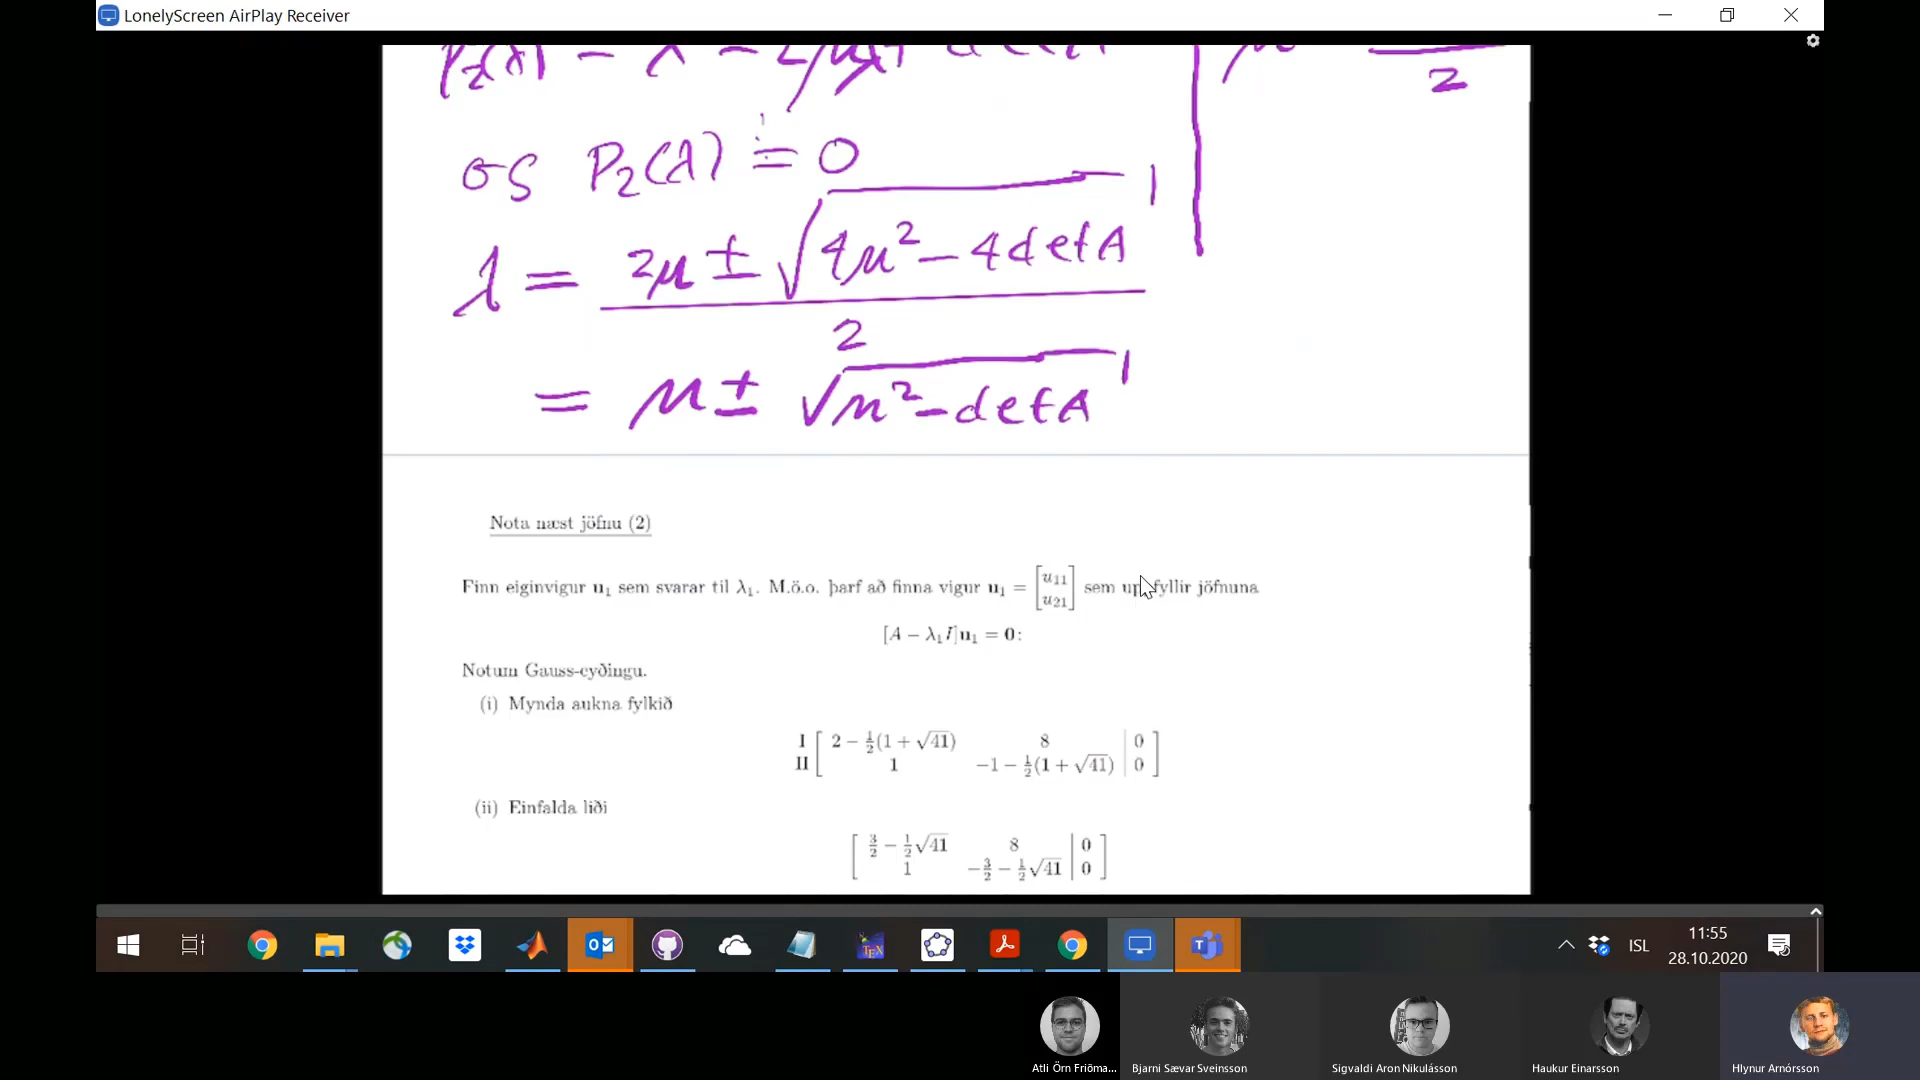 LonelyScreen AirPlay Receiver
2
og P₂(λ) = 0
λ = (2μ ± √(4μ² - 4detA)) / 2
= μ ± √(μ² - detA)
Nota næst jöfnu (2)
Finn eiginvigur u₁ sem svarar til λ₁. M.ö.o. þarf að finna vigur u₁ = [u₁₁ u₂₁] sem uppfyllir jöfnuna
[A − λ₁I]u₁ = 0:
Notum Gauss-eyðingu.
(i) Mynda aukna fylkið
I [ 2 − ½(1 + √41) 8 | 0 ]
II [ 1 −1 − ½(1 + √41) | 0 ]
(ii) Einfalda liði
[ 3/2 − ½√41 8 | 0 ]
[ 1 −3/2 − ½√41 | 0 ]
ISL
11:55
28.10.2020
Atli Örn Friðma...
Bjarni Sævar Sveinsson
Sigvaldi Aron Nikulásson
Haukur Einarsson
Hlynur Arnórsson